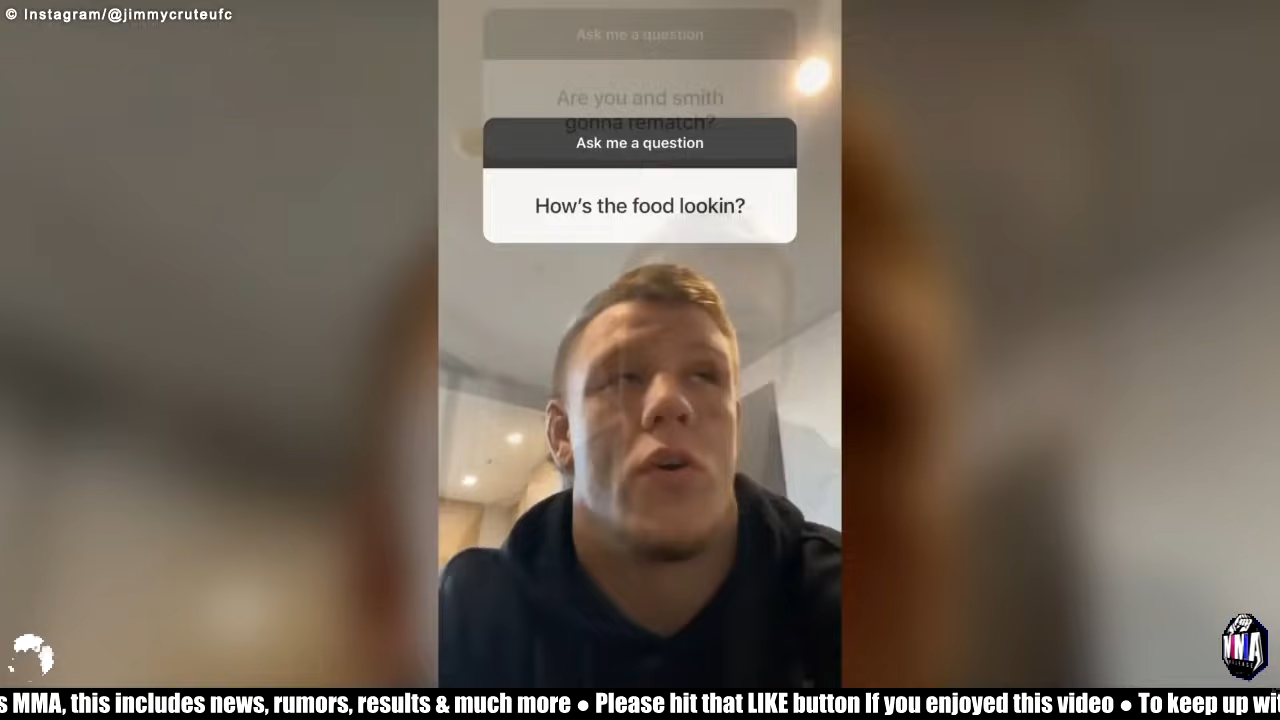 © Instagram/@jimmycruteufc
Ask me a question
Are you and smith
gonna rematch?
Ask me a question
How's the food lookin?
MMA
s MMA, this includes news, rumors, results & much more ● Please hit that LIKE button If you enjoyed this video ● To keep up wi